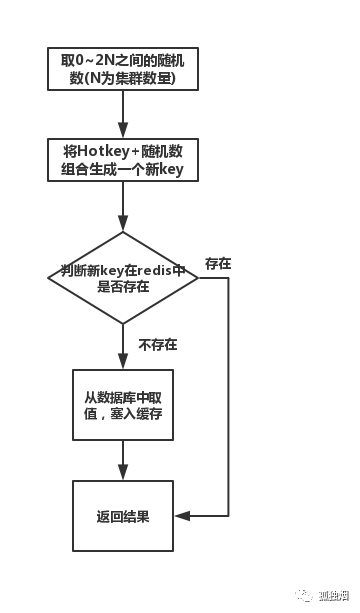 取0~2N之间的随机
数(N为集群数量)
将Hotkey+随机数
组合生成一个新key
判断新key在redis中
是否存在
存在
不存在
从数据库中取
值，塞入缓存
返回结果
孤独烟